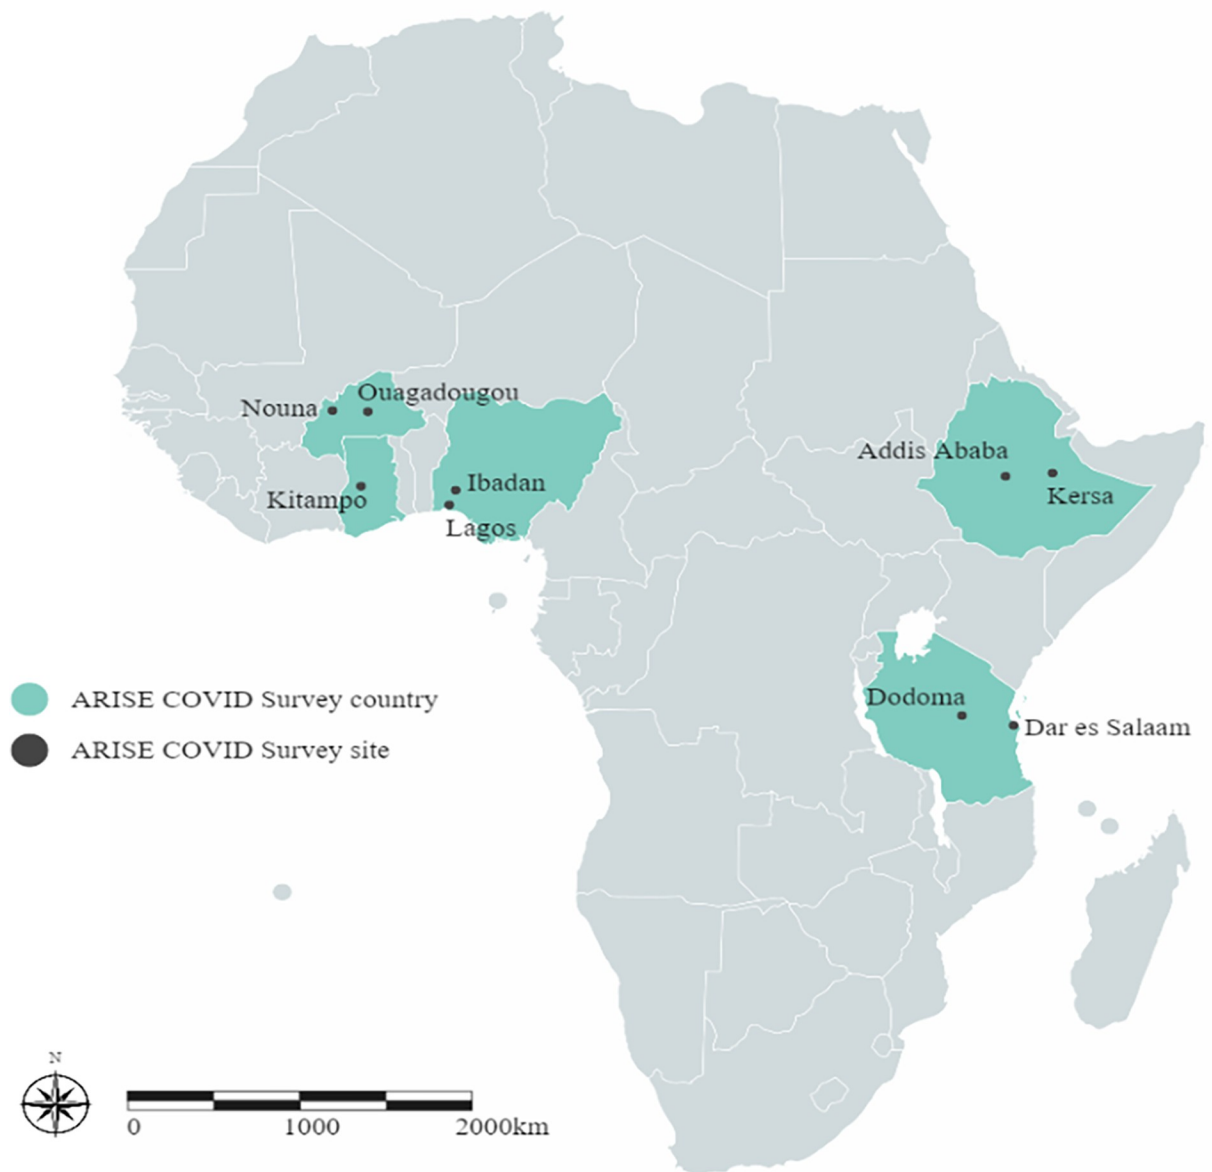 Ouagadougou
Nouna
Addis Ababa
Ibadan
Kersa
Kitampo
Lagos
Dodoma
ARISE COVID Survey country
Dar es Salaam
ARISE COVID Survey site
N
0 1000 2000km